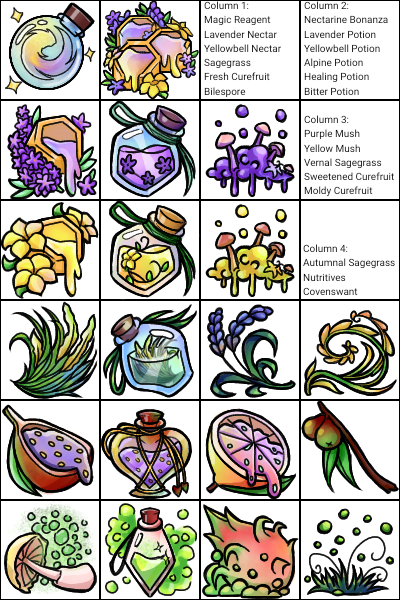 Column 1:
Magic Reagent
Lavender Nectar
Yellowbell Nectar
Sagegrass
Fresh Curefruit
Bilespore
Column 2:
Nectarine Bonanza
Lavender Potion
Yellowbell Potion
Alpine Potion
Healing Potion
Bitter Potion
Column 3:
Purple Mush
Yellow Mush
Vernal Sagegrass
Sweetened Curefruit
Moldy Curefruit
Column 4:
Autumnal Sagegrass
Nutritives
Covenswant